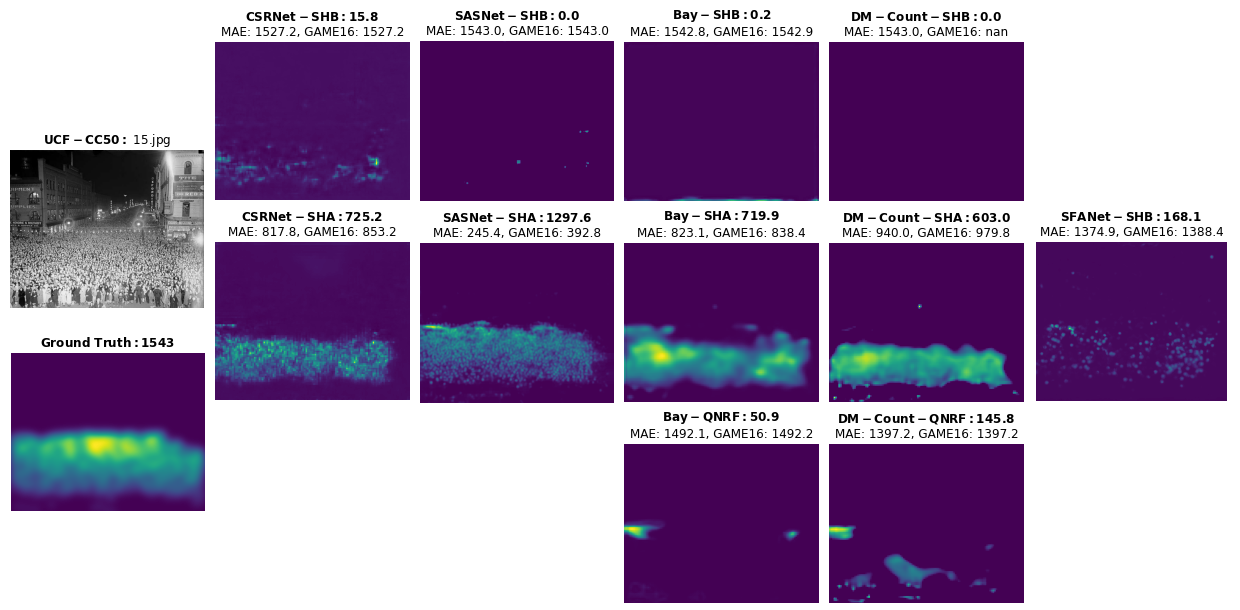 CSRNet − SHB : 15.8
MAE: 1527.2, GAME16: 1527.2
SASNet − SHB : 0.0
MAE: 1543.0, GAME16: 1543.0
Bay − SHB : 0.2
MAE: 1542.8, GAME16: 1542.9
DM − Count − SHB : 0.0
MAE: 1543.0, GAME16: nan
UCF − CC50 : 15.jpg
CSRNet − SHA : 725.2
MAE: 817.8, GAME16: 853.2
SASNet − SHA : 1297.6
MAE: 245.4, GAME16: 392.8
Bay − SHA : 719.9
MAE: 823.1, GAME16: 838.4
DM − Count − SHA : 603.0
MAE: 940.0, GAME16: 979.8
SFANet − SHB : 168.1
MAE: 1374.9, GAME16: 1388.4
Ground Truth : 1543
Bay − QNRF : 50.9
MAE: 1492.1, GAME16: 1492.2
DM − Count − QNRF : 145.8
MAE: 1397.2, GAME16: 1397.2